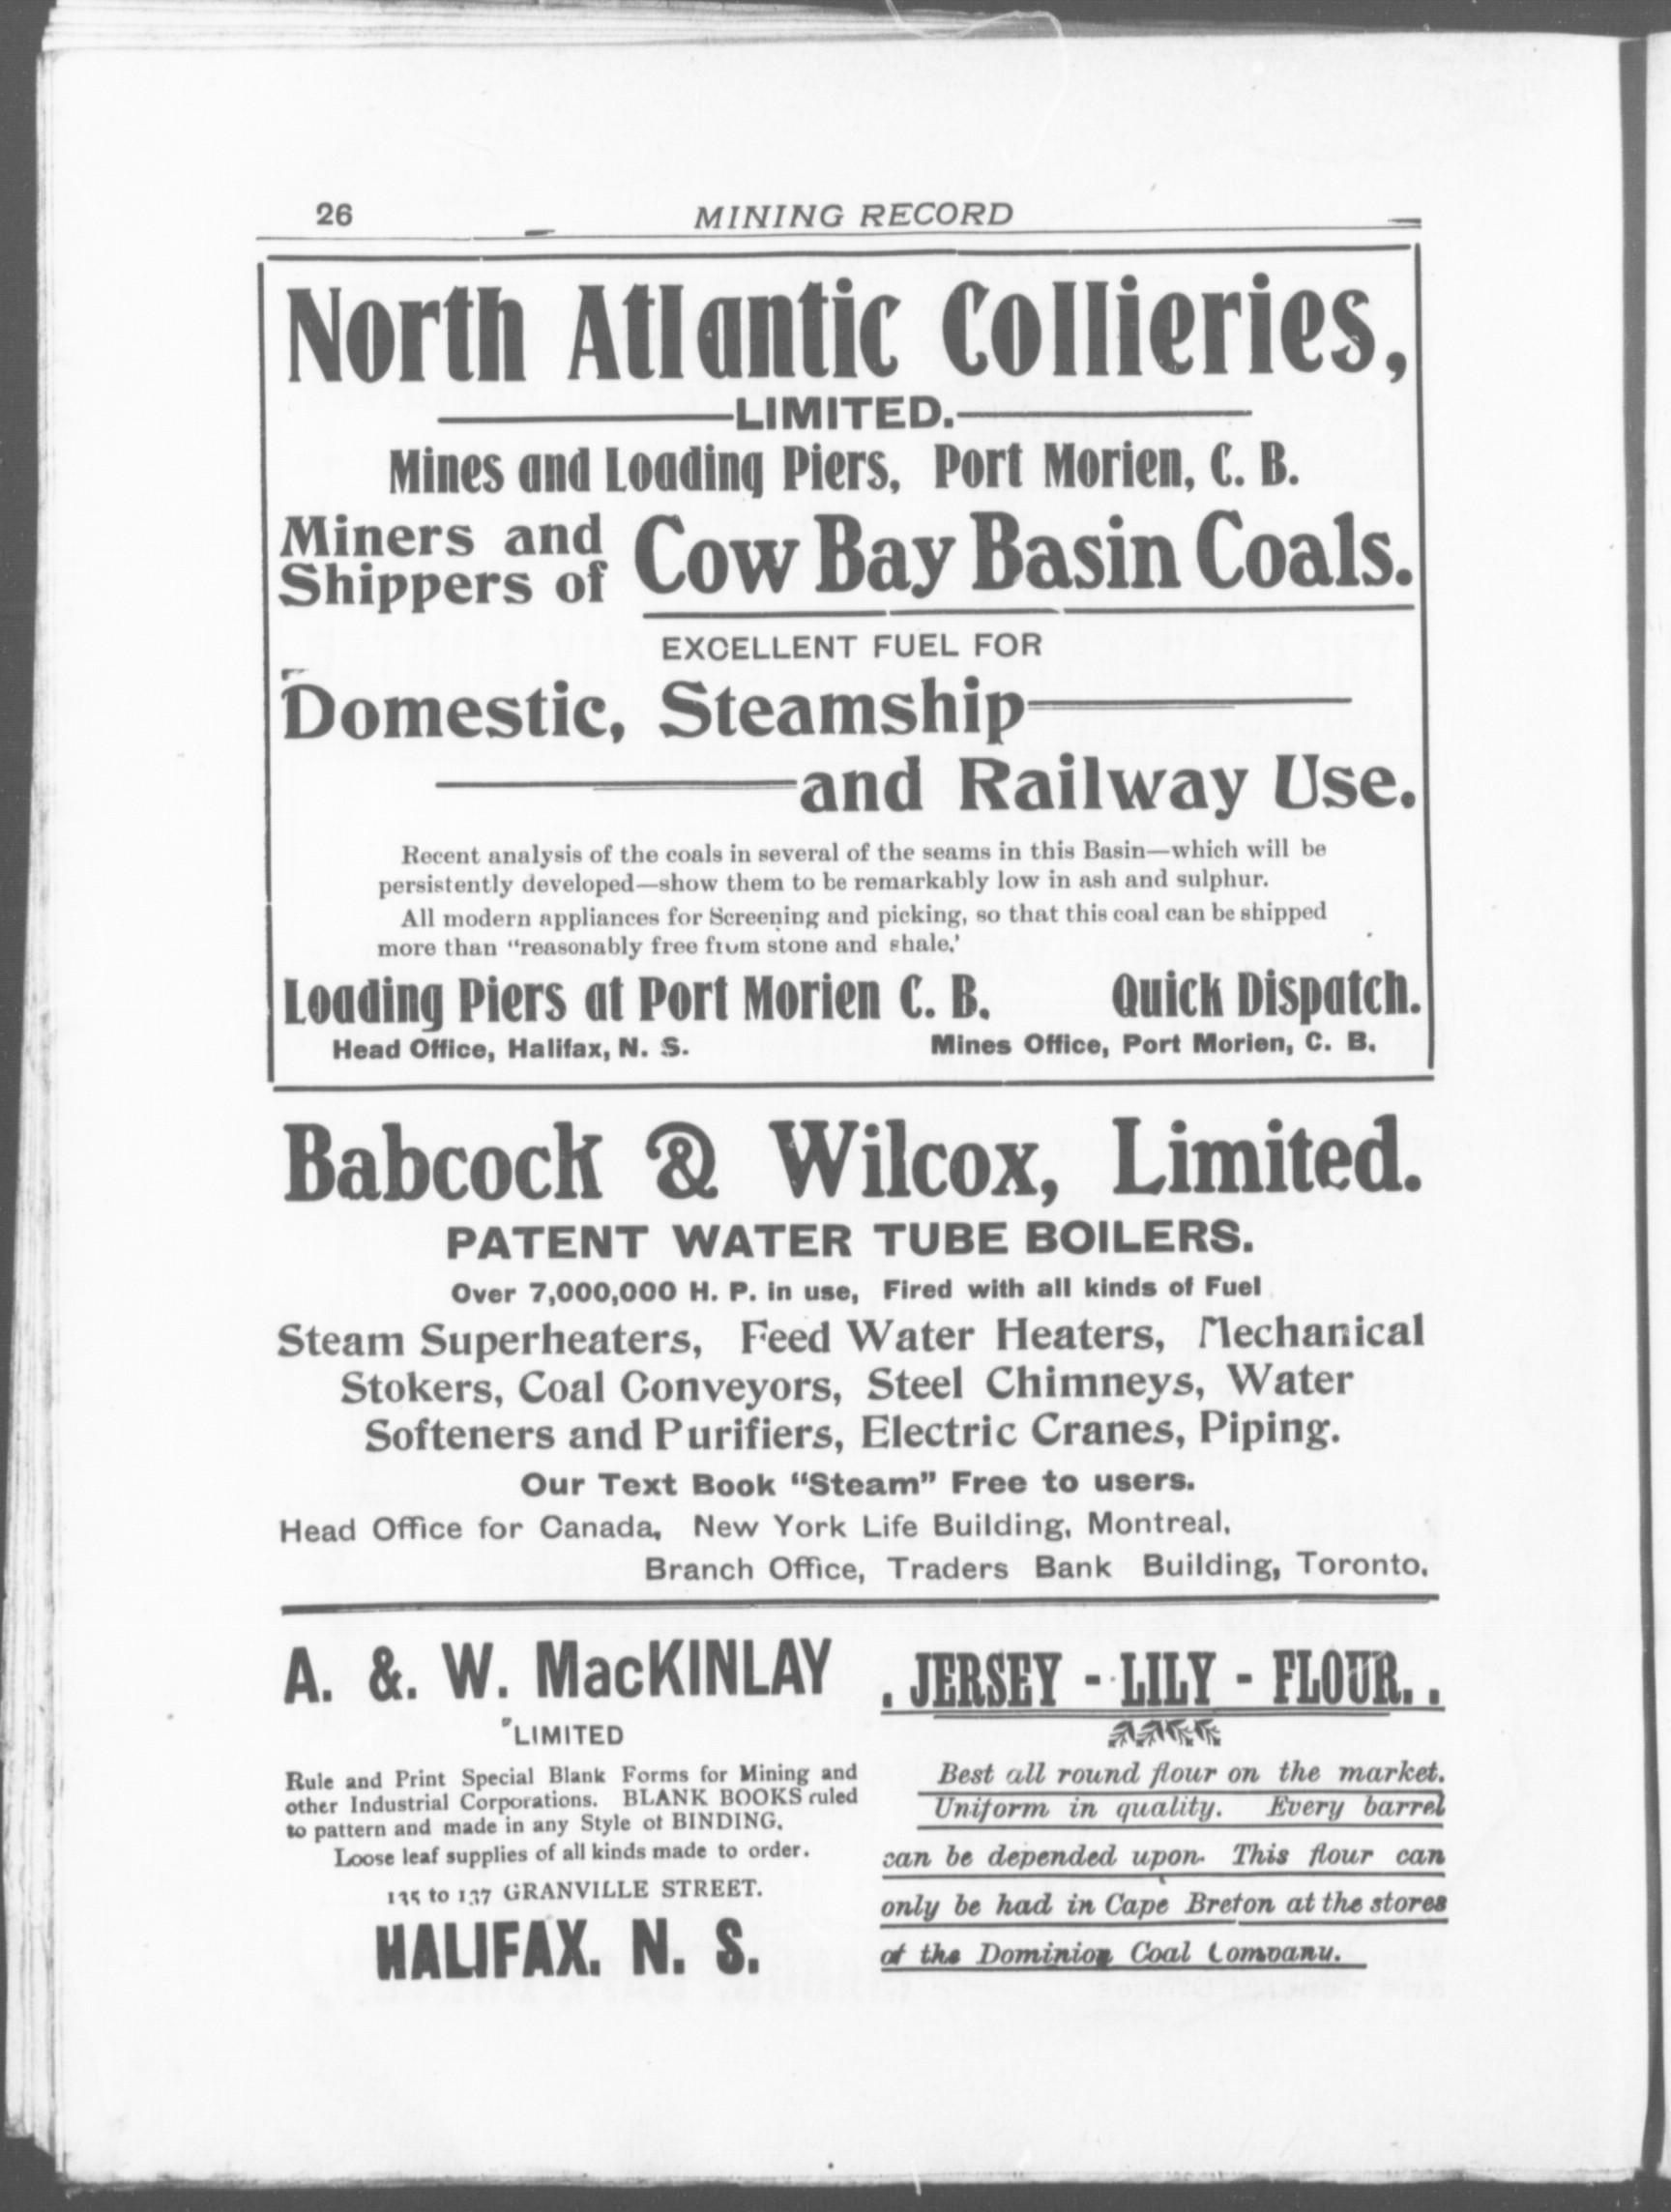 26 MINING RECORD
North Atlantic Collieries,
LIMITED.
Mines and Loading Piers, Port Morien, C. B.
Miners and
Shippers of
Cow Bay Basin Coals.
EXCELLENT FUEL FOR
Domestic, Steamship
and Railway Use.
Recent analysis of the coals in several of the seams in this Basin—which will be
persistently developed—show them to be remarkably low in ash and sulphur.
All modern appliances for Screening and picking, so that this coal can be shipped
more than “reasonably free from stone and shale,’
Loading Piers at Port Morien C. B. Quick Dispatch.
Head Office, Halifax, N. S. Mines Office, Port Morien, C. B.
Babcock & Wilcox, Limited.
PATENT WATER TUBE BOILERS.
Over 7,000,000 H. P. in use, Fired with all kinds of Fuel
Steam Superheaters, Feed Water Heaters, Mechanical
Stokers, Coal Conveyors, Steel Chimneys, Water
Softeners and Purifiers, Electric Cranes, Piping.
Our Text Book “Steam” Free to users.
Head Office for Canada, New York Life Building, Montreal,
Branch Office, Traders Bank Building, Toronto,
A. &. W. MacKINLAY
LIMITED
Rule and Print Special Blank Forms for Mining and
other Industrial Corporations. BLANK BOOKS ruled
to pattern and made in any Style of BINDING,
Loose leaf supplies of all kinds made to order.
135 to 137 GRANVILLE STREET.
HALIFAX. N. S.
. JERSEY - LILY - FLOUR. .
Best all round flour on the market.
Uniform in quality. Every barrel
can be depended upon. This flour can
only be had in Cape Breton at the stores
of the Dominion Coal Company.